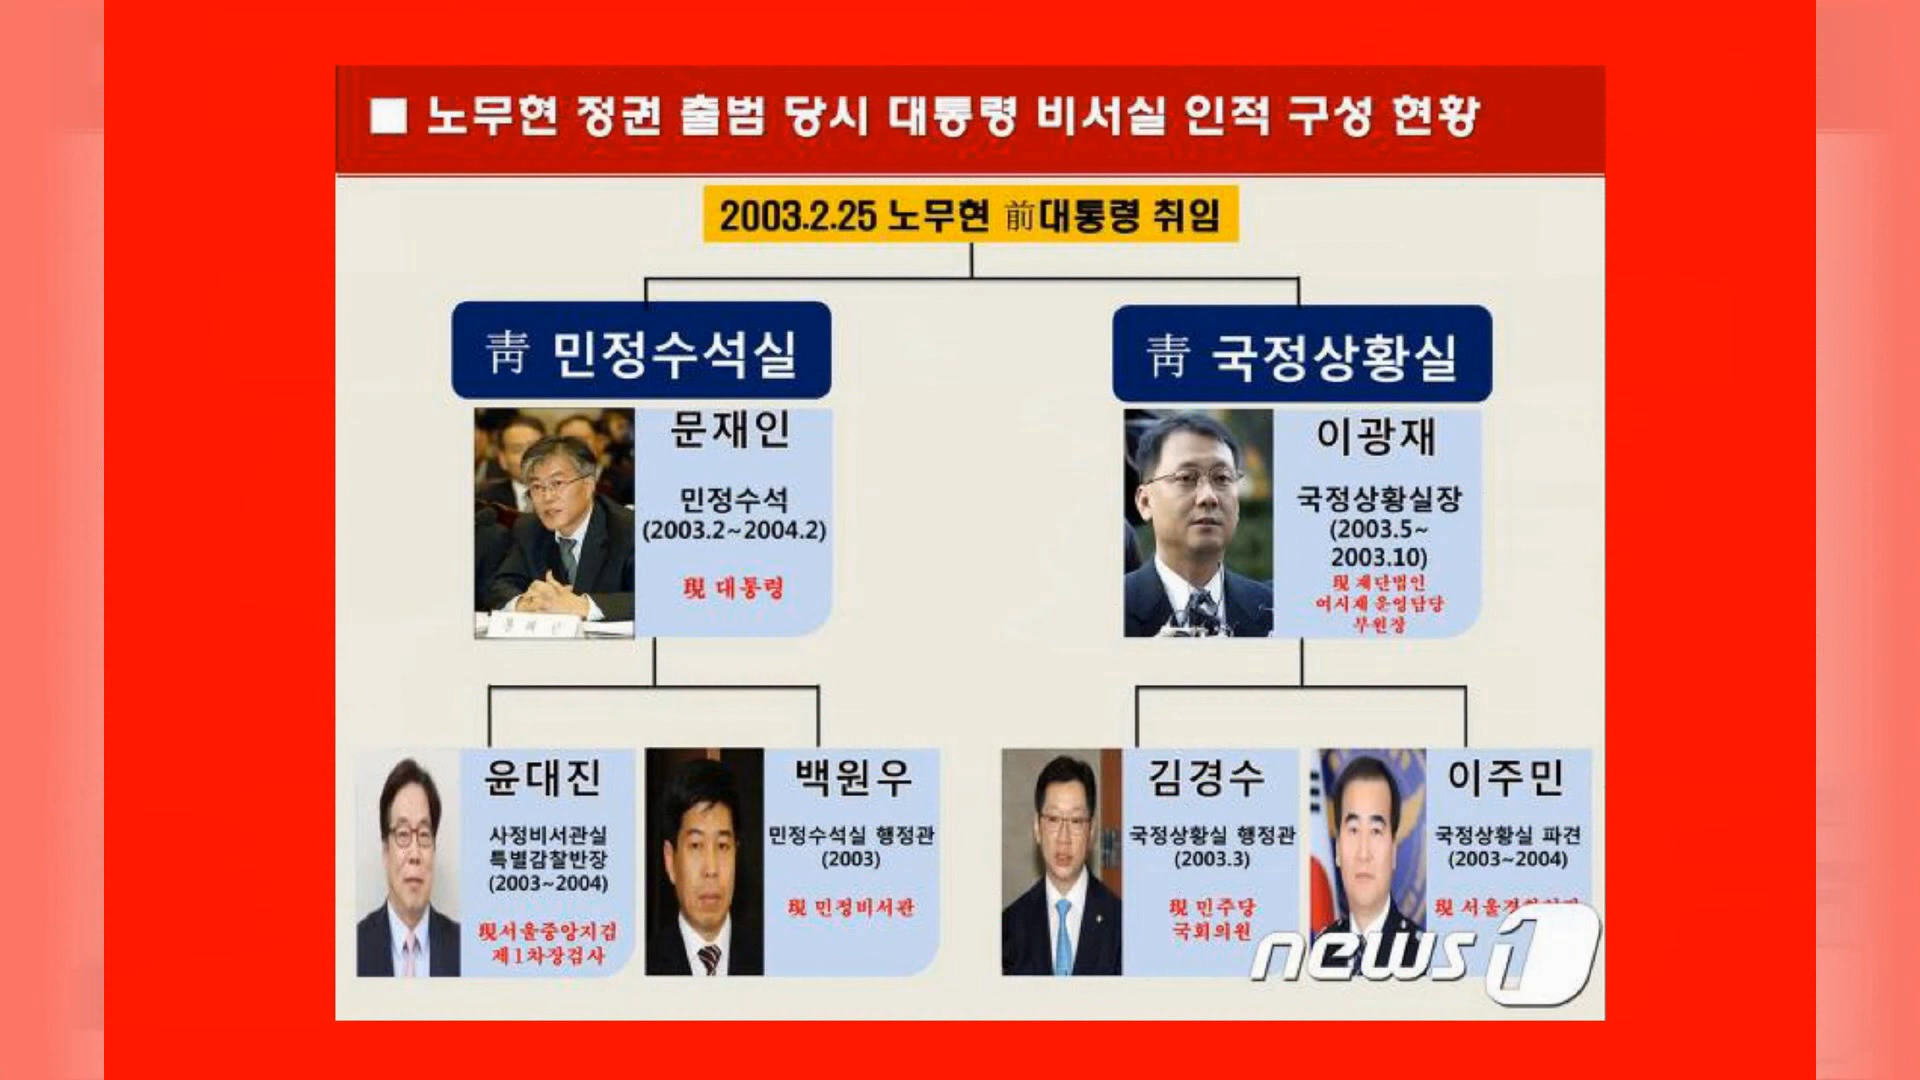 ■ 노무현 정권 출범 당시 대통령 비서실 인적 구성 현황
2003.2.25 노무현 前대통령 취임
靑 민정수석실
문재인
민정수석
(2003.2~2004.2)
現 대통령
靑 국정상황실
이광재
국정상황실장
(2003.5~
2003.10)
現 재단법인
여시재 운영담당
부원장
윤대진
사정비서관실
특별감찰반장
(2003~2004)
現서울중앙지검
제1차장검사
백원우
민정수석실 행정관
(2003)
現 민정비서관
김경수
국정상황실 행정관
(2003.3)
現 민주당
국회의원
이주민
국정상황실 파견
(2003~2004)
現
news1